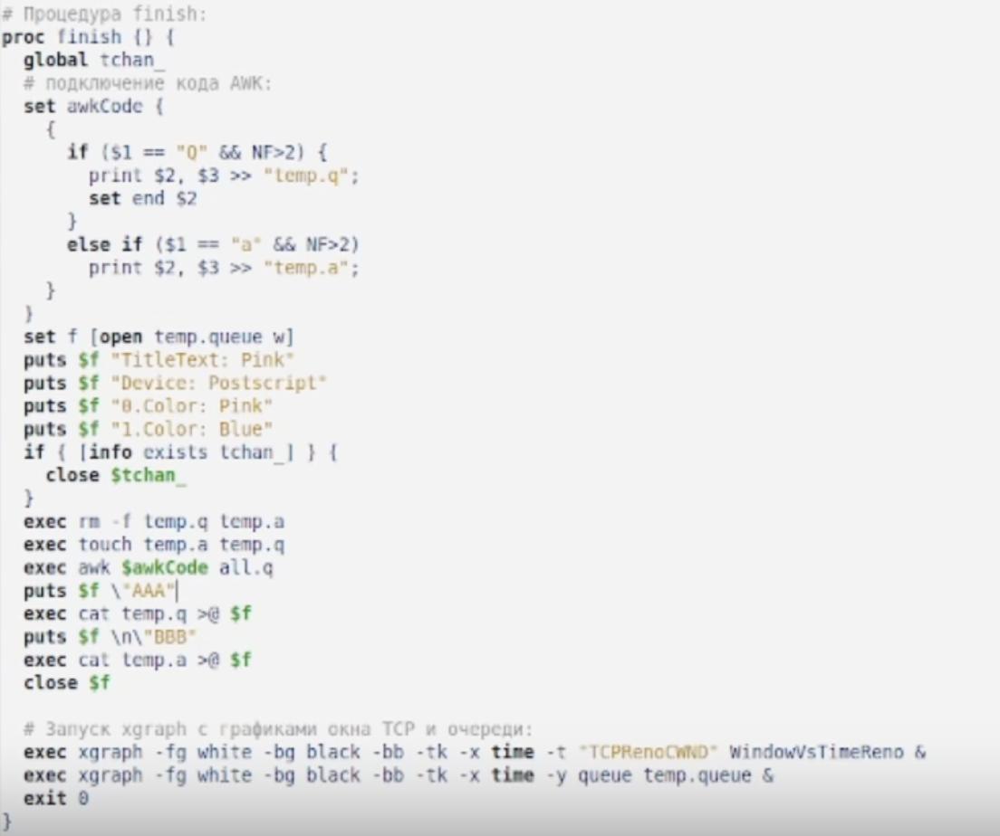 # Процедура finish:
proc finish {} {
  global tchan_
  # подключение кода AWK:
  set awkCode {
    {
      if ($1 == "Q" && NF>2) {
        print $2, $3 >> "temp.q";
        set end $2
      }
      else if ($1 == "a" && NF>2)
        print $2, $3 >> "temp.a";
    }
  }
  set f [open temp.queue w]
  puts $f "TitleText: Pink"
  puts $f "Device: Postscript"
  puts $f "0.Color: Pink"
  puts $f "1.Color: Blue"
  if { [info exists tchan_] } {
    close $tchan_
  }
  exec rm -f temp.q temp.a
  exec touch temp.a temp.q
  exec awk $awkCode all.q
  puts $f \"AAA"
  exec cat temp.q >@ $f
  puts $f \n\"BBB"
  exec cat temp.a >@ $f
  close $f

  # Запуск xgraph с графиками окна TCP и очереди:
  exec xgraph -fg white -bg black -bb -tk -x time -t "TCPRenoCWND" WindowVsTimeReno &
  exec xgraph -fg white -bg black -bb -tk -x time -y queue temp.queue &
  exit 0
}